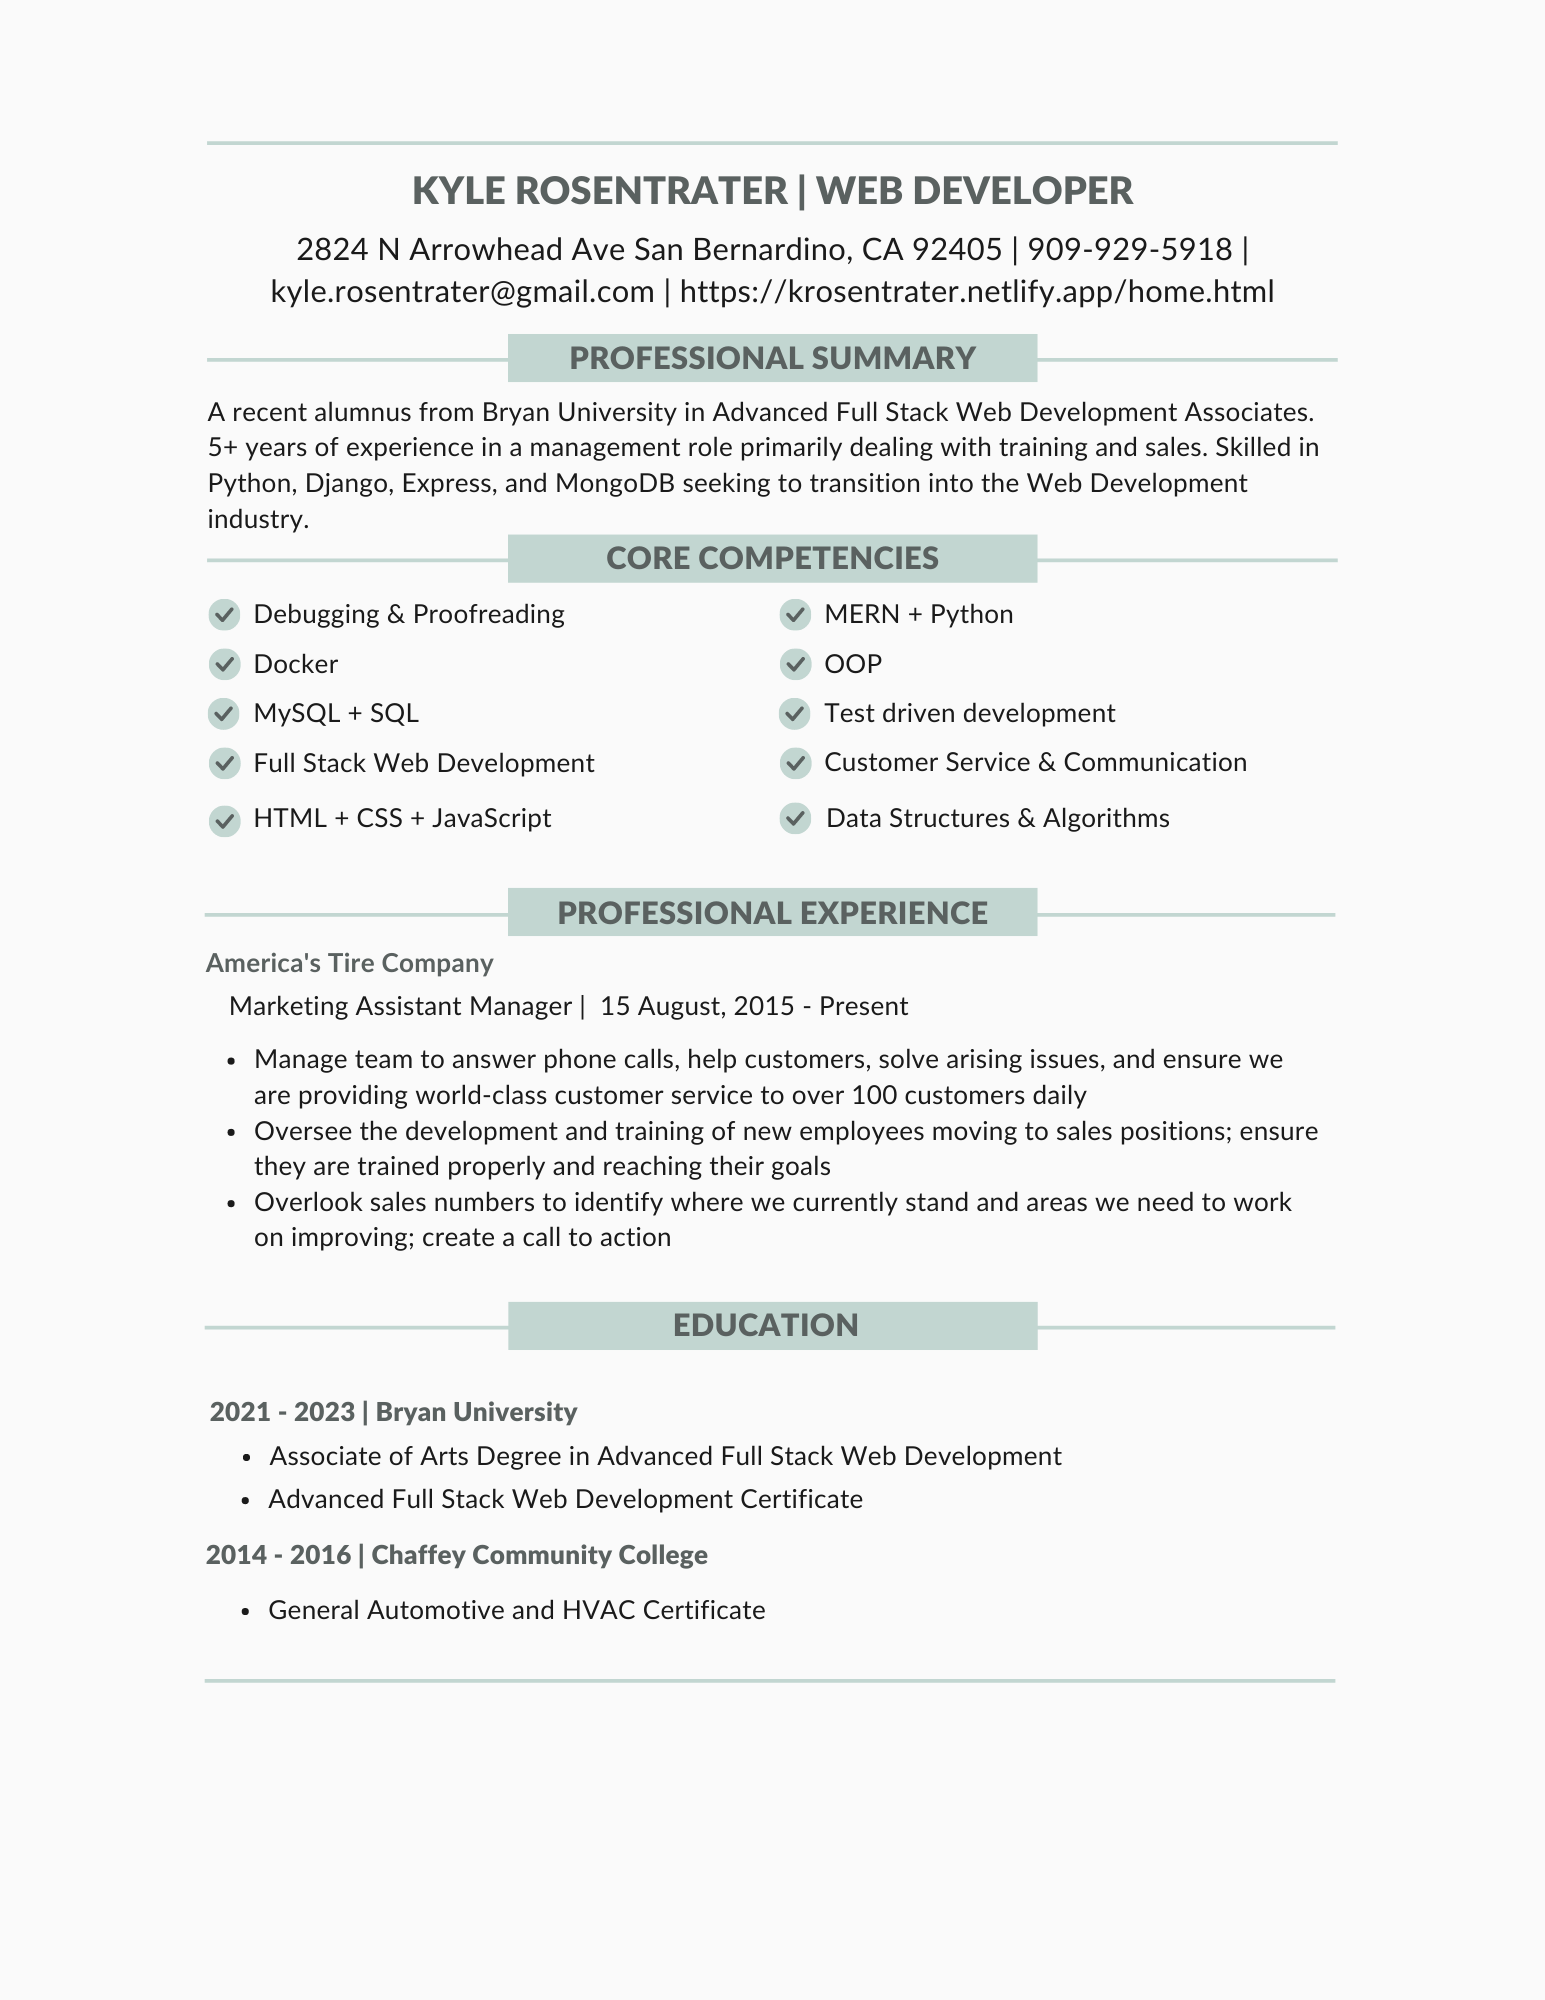 KYLE ROSENTRATER | WEB DEVELOPER
2824 N Arrowhead Ave San Bernardino, CA 92405 | 909-929-5918 |
kyle.rosentrater@gmail.com | https://krosentrater.netlify.app/home.html
PROFESSIONAL SUMMARY
A recent alumnus from Bryan University in Advanced Full Stack Web Development Associates.
5+ years of experience in a management role primarily dealing with training and sales. Skilled in
Python, Django, Express, and MongoDB seeking to transition into the Web Development
industry.
CORE COMPETENCIES
Debugging & Proofreading
Docker
MySQL + SQL
Full Stack Web Development
HTML + CSS + JavaScript
MERN + Python
OOP
Test driven development
Customer Service & Communication
Data Structures & Algorithms
PROFESSIONAL EXPERIENCE
America's Tire Company
Marketing Assistant Manager | 15 August, 2015 - Present
• Manage team to answer phone calls, help customers, solve arising issues, and ensure we
are providing world-class customer service to over 100 customers daily
• Oversee the development and training of new employees moving to sales positions; ensure
they are trained properly and reaching their goals
• Overlook sales numbers to identify where we currently stand and areas we need to work
on improving; create a call to action
EDUCATION
2021 - 2023 | Bryan University
• Associate of Arts Degree in Advanced Full Stack Web Development
• Advanced Full Stack Web Development Certificate
2014 - 2016 | Chaffey Community College
• General Automotive and HVAC Certificate